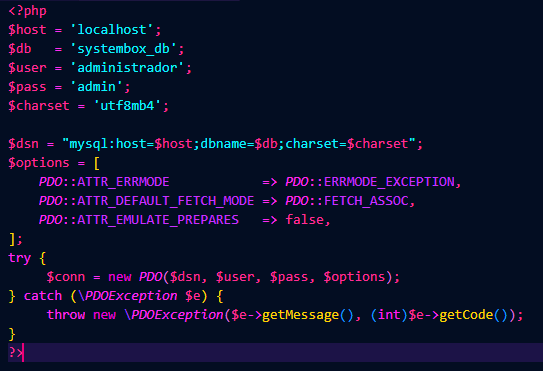 <?php
$host = 'localhost';
$db   = 'systembox_db';
$user = 'administrador';
$pass = 'admin';
$charset = 'utf8mb4';

$dsn = "mysql:host=$host;dbname=$db;charset=$charset";
$options = [
    PDO::ATTR_ERRMODE            => PDO::ERRMODE_EXCEPTION,
    PDO::ATTR_DEFAULT_FETCH_MODE => PDO::FETCH_ASSOC,
    PDO::ATTR_EMULATE_PREPARES   => false,
];
try {
     $conn = new PDO($dsn, $user, $pass, $options);
} catch (\PDOException $e) {
     throw new \PDOException($e->getMessage(), (int)$e->getCode());
}
?>